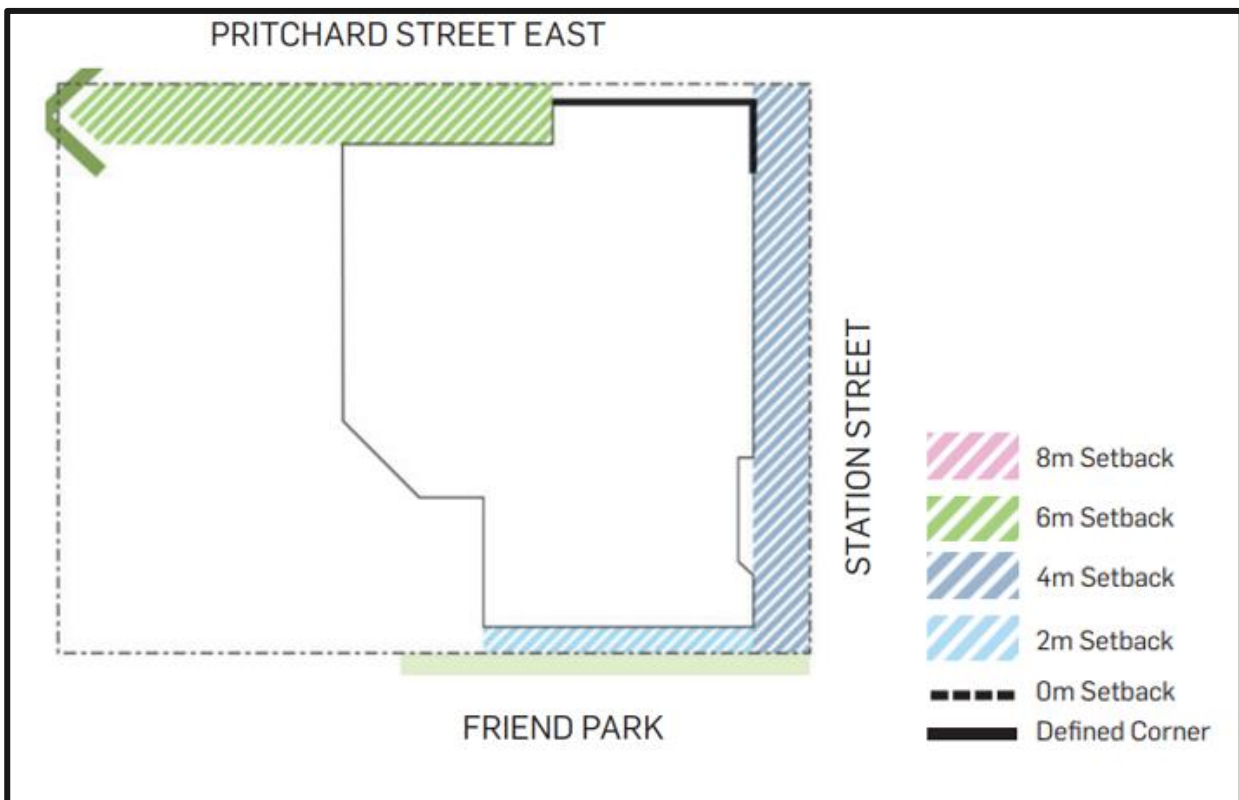 PRITCHARD STREET EAST
STATION STREET
8m Setback
6m Setback
4m Setback
2m Setback
0m Setback
Defined Corner
FRIEND PARK